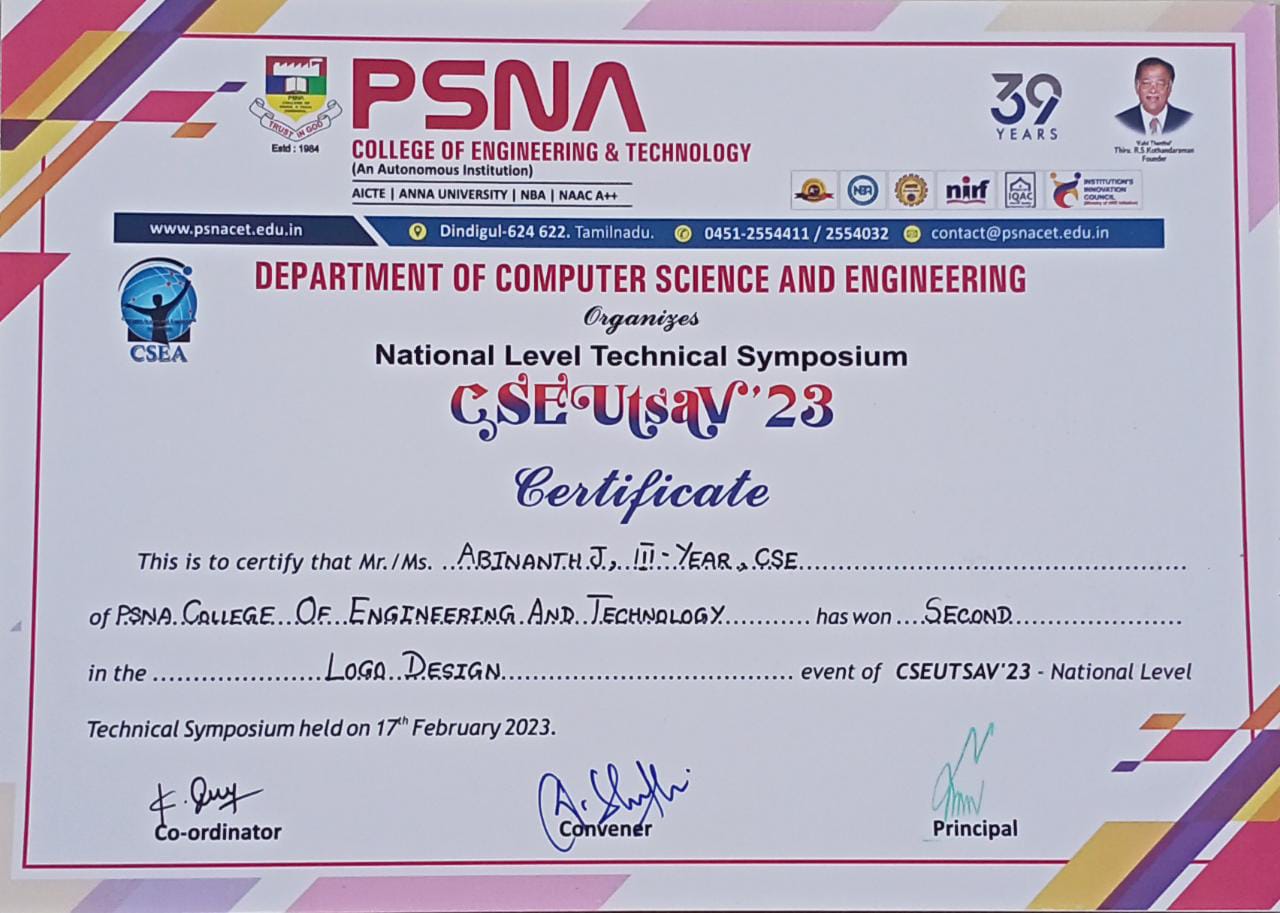 PSNA
COLLEGE OF ENGINEERING & TECHNOLOGY
(An Autonomous Institution)
AICTE | ANNA UNIVERSITY | NBA | NAAC A++
TRUST IN GOD
Estd : 1984
39
YEARS
Thiru. R.S.Kothandaraman
Founder
NBA
nirf
IQAC
INSTITUTION'S
INNOVATION
COUNCIL
www.psnacet.edu.in Dindigul-624 622. Tamilnadu. 0451-2554411 / 2554032 contact@psnacet.edu.in
CSEA
DEPARTMENT OF COMPUTER SCIENCE AND ENGINEERING
Organizes
National Level Technical Symposium
CSEUtsaV'23
Certificate
This is to certify that Mr./Ms. ABINANTH J, III - YEAR, CSE
of PSNA COLLEGE OF ENGINEERING AND TECHNOLOGY has won SECOND
in the LOGO DESIGN event of CSEUTSAV'23 - National Level
Technical Symposium held on 17th February 2023.
Co-ordinator Convener Principal